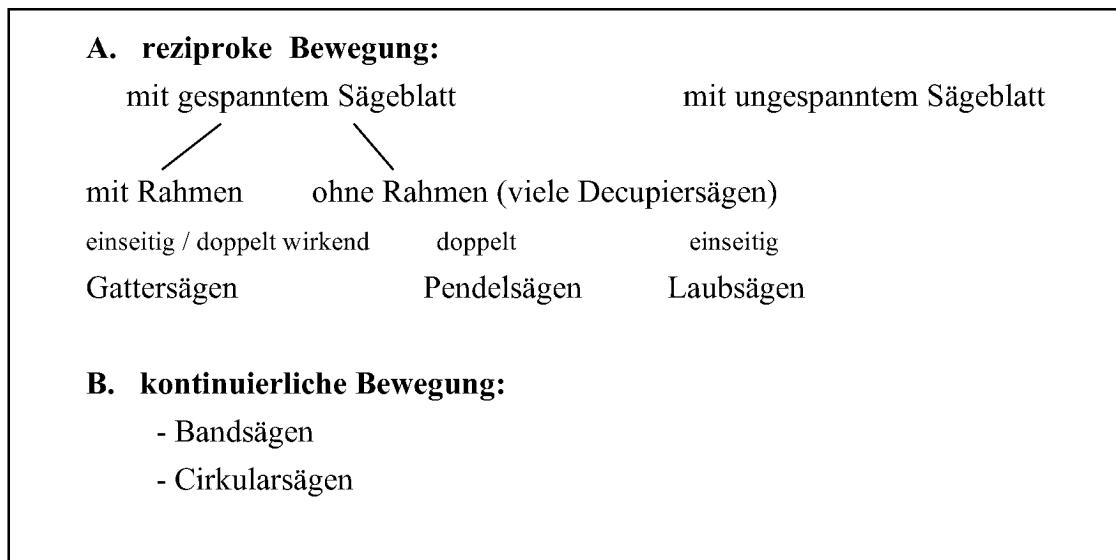 A. reziproke Bewegung:
mit gespanntem Sägeblatt mit ungespanntem Sägeblatt
mit Rahmen ohne Rahmen (viele Decupiersägen)
einseitig / doppelt wirkend doppelt einseitig
Gattersägen Pendelsägen Laubsägen
B. kontinuierliche Bewegung:
- Bandsägen
- Cirkularsägen